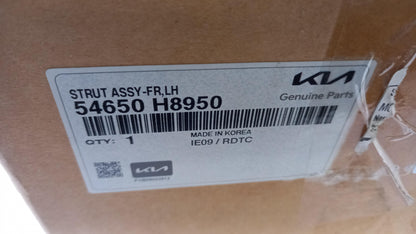 STRUT ASSY-FR,LH
KIA
54650 H8950
Genuine Parts
MADE IN KOREA
QTY: 1
IE09 / RDTC
KIA